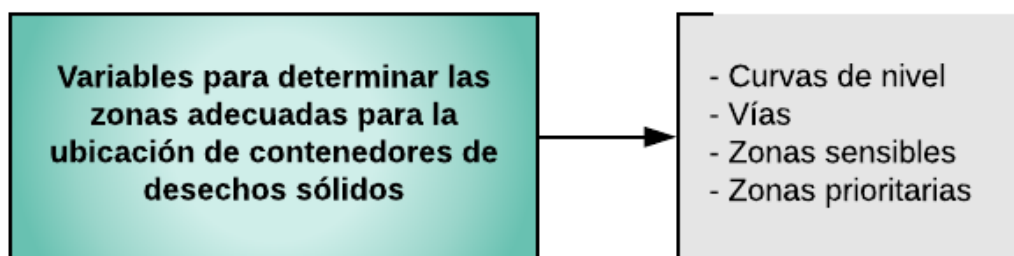 Variables para determinar las
zonas adecuadas para la
ubicación de contenedores de
desechos sólidos
- Curvas de nivel
- Vías
- Zonas sensibles
- Zonas prioritarias